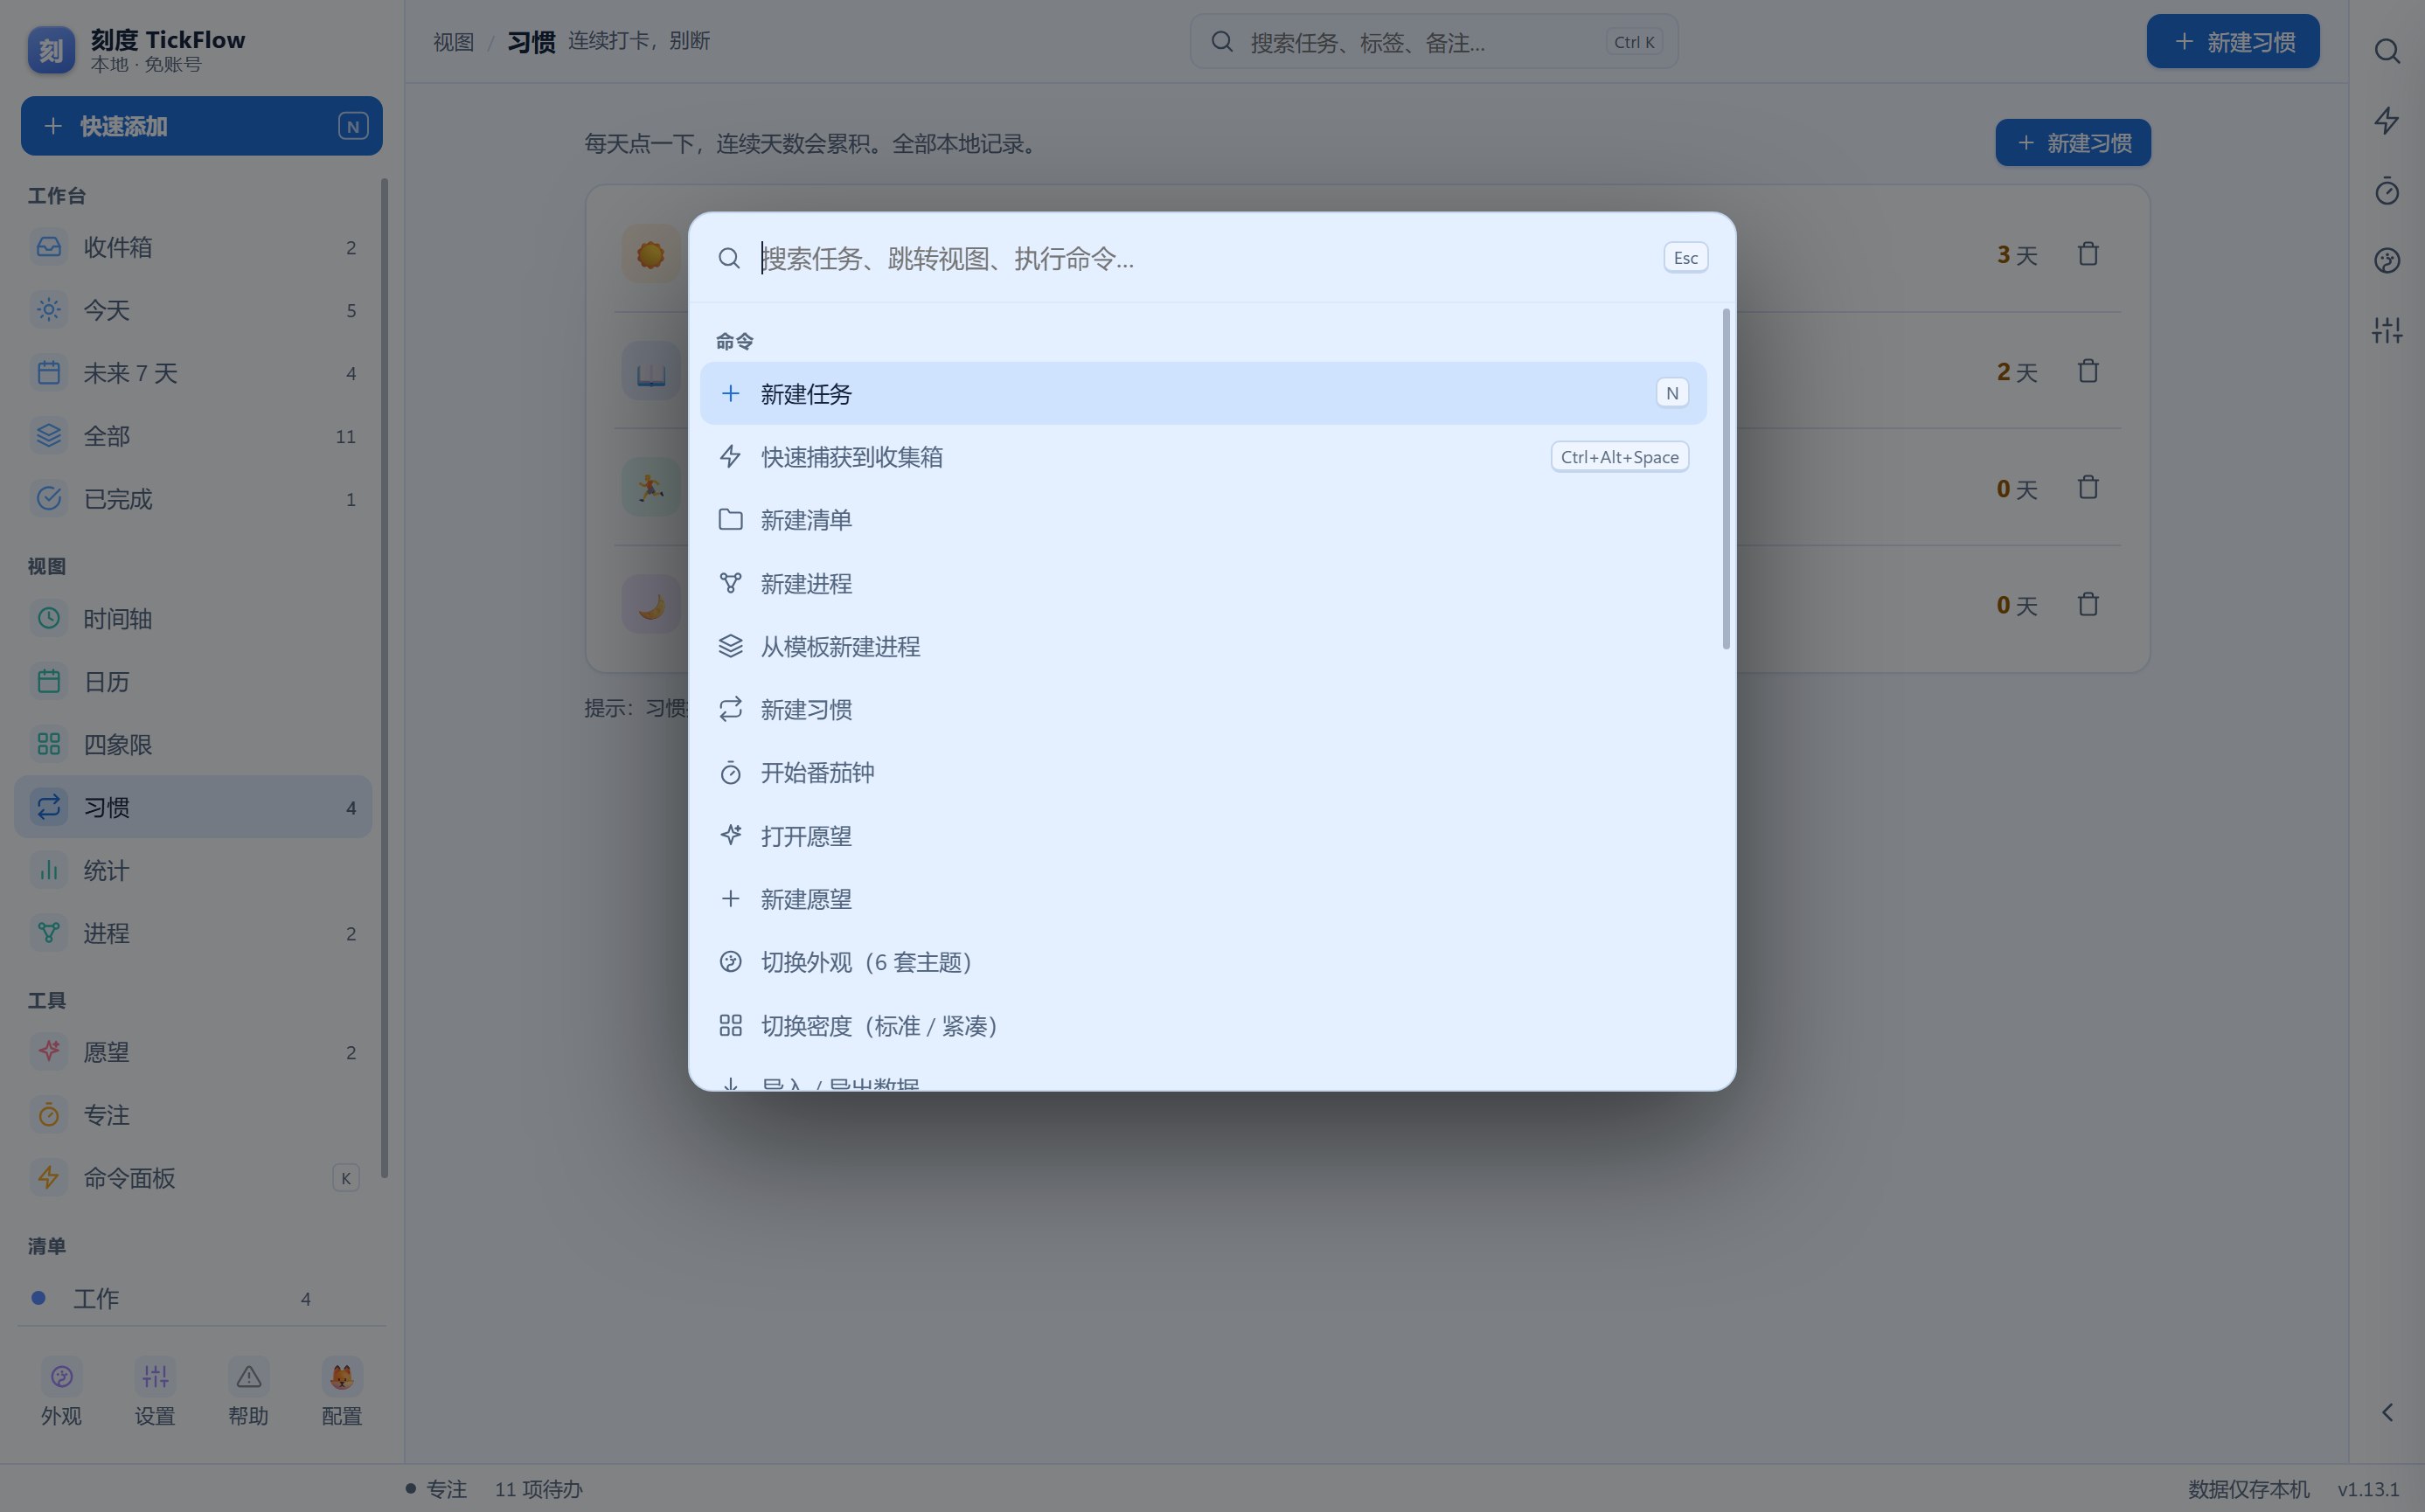 刻
刻度 TickFlow
本地 · 免账号
快速添加
N
工作台
收件箱
2
今天
5
未来 7 天
4
全部
11
已完成
1
视图
时间轴
日历
四象限
习惯
4
统计
进程
2
工具
愿望
2
专注
命令面板
K
清单
工作
4
外观
设置
帮助
配置
视图 / 习惯 连续打卡，别断
搜索任务、标签、备注...
Ctrl K
新建习惯
每天点一下，连续天数会累积。全部本地记录。
新建习惯
3 天
2 天
0 天
0 天
提示：习惯
搜索任务、跳转视图、执行命令...
Esc
命令
新建任务
N
快速捕获到收集箱
Ctrl+Alt+Space
新建清单
新建进程
从模板新建进程
新建习惯
开始番茄钟
打开愿望
新建愿望
切换外观（6 套主题）
切换密度（标准 / 紧凑）
导入 / 导出数据
专注
11 项待办
数据仅存本机
v1.13.1